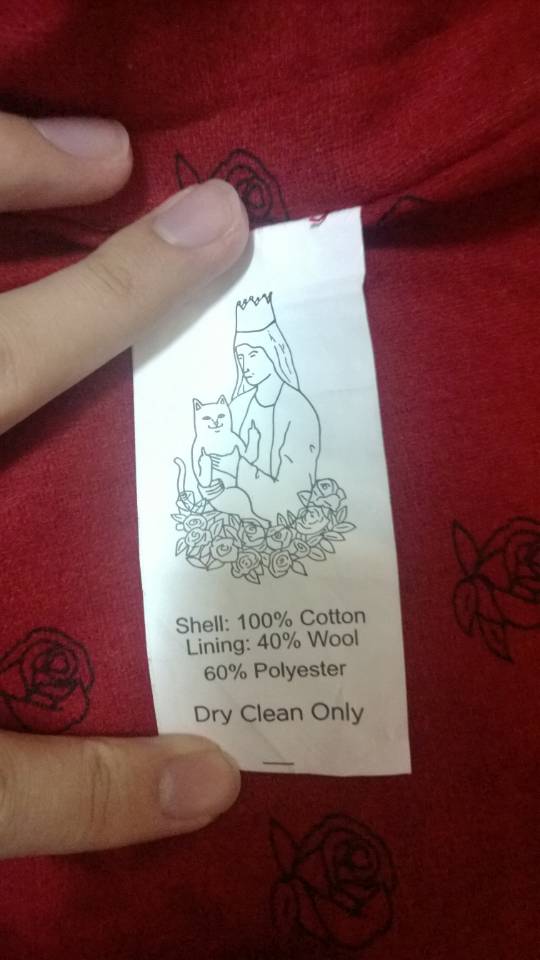 Shell: 100% Cotton
Lining: 40% Wool
60% Polyester
Dry Clean Only